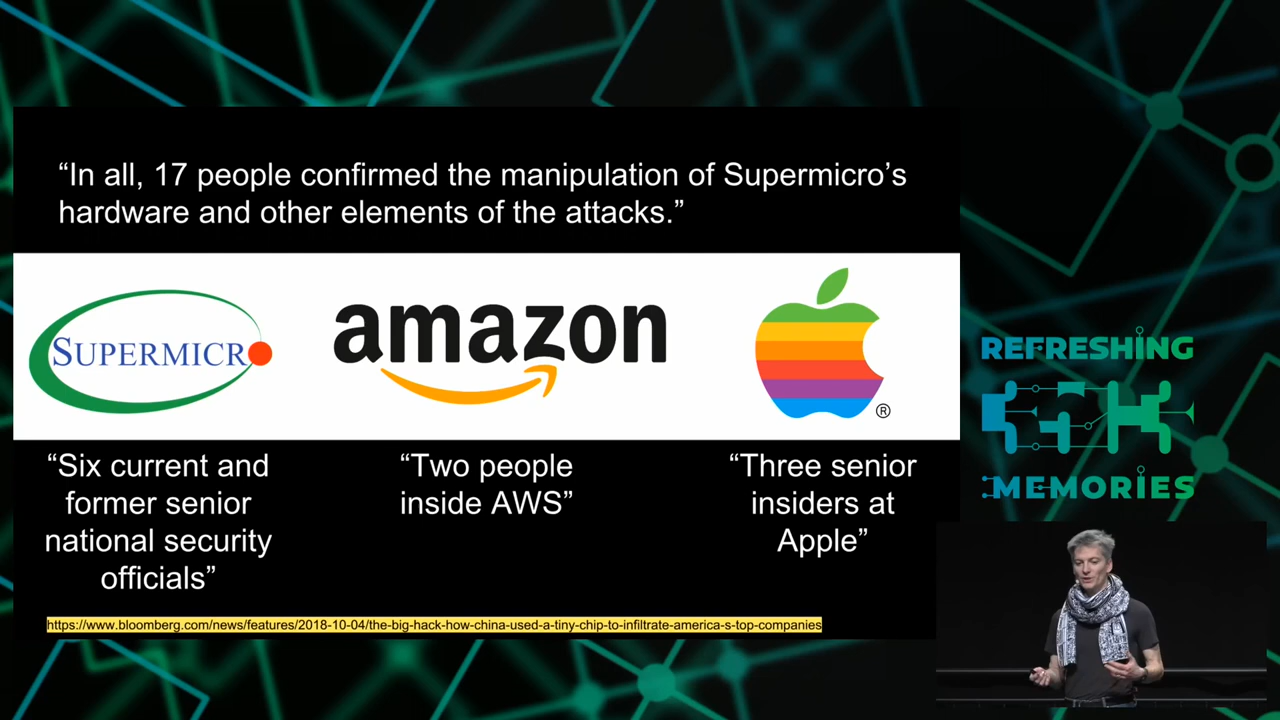 “In all, 17 people confirmed the manipulation of Supermicro’s
hardware and other elements of the attacks.”
SUPERMICRO
amazon
®
“Six current and
former senior
national security
officials”
“Two people
inside AWS”
“Three senior
insiders at
Apple”
https://www.bloomberg.com/news/features/2018-10-04/the-big-hack-how-china-used-a-tiny-chip-to-infiltrate-america-s-top-companies
REFRESHING
MEMORIES